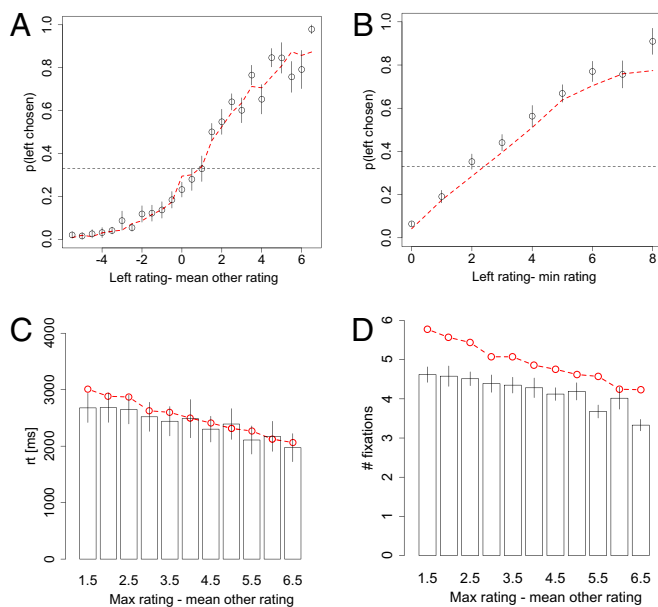 A
p(left chosen)
1.0
0.8
0.6
0.4
0.2
0.0
-4 -2 0 2 4 6
Left rating- mean other rating
B
p(left chosen)
1.0
0.8
0.6
0.4
0.2
0.0
0 2 4 6 8
Left rating- min rating
C
rt [ms]
4000
3000
2000
1000
0
1.5 2.5 3.5 4.5 5.5 6.5
Max rating - mean other rating
D
# fixations
6
5
4
3
2
1
0
1.5 2.5 3.5 4.5 5.5 6.5
Max rating - mean other rating